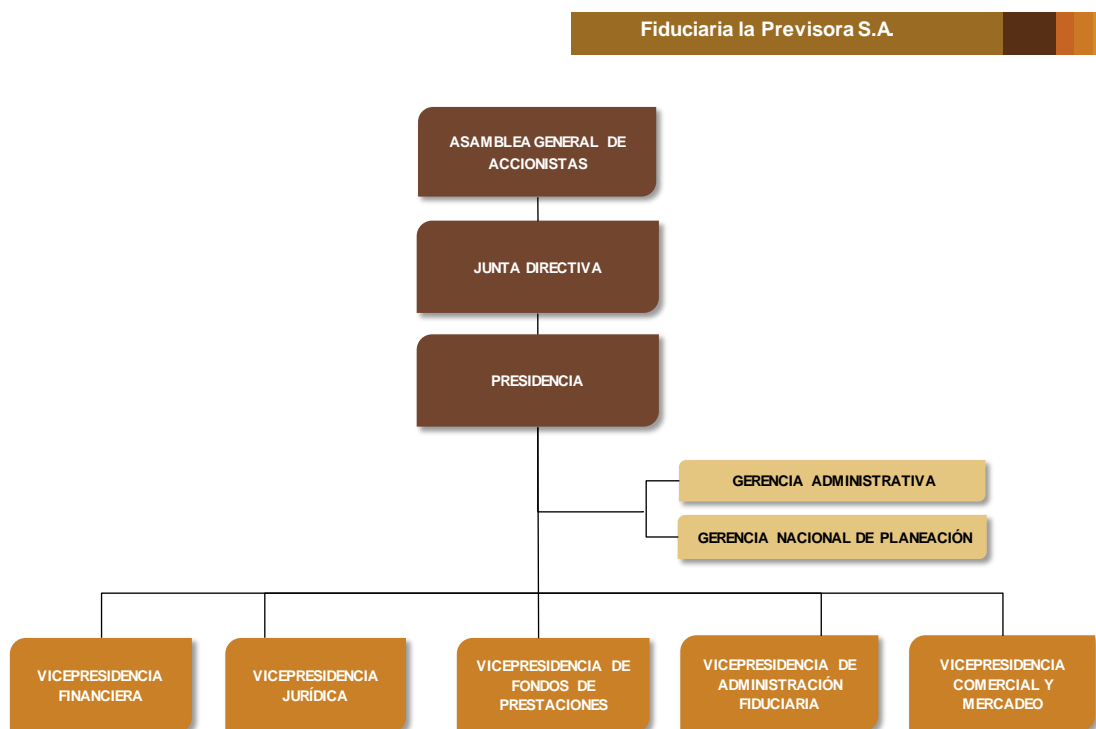 Fiduciaria la Previsora S.A.
ASAMBLEA GENERAL DE
ACCIONISTAS
JUNTA DIRECTIVA
PRESIDENCIA
GERENCIA ADMINISTRATIVA
GERENCIA NACIONAL DE PLANEACIÓN
VICEPRESIDENCIA
FINANCIERA
VICEPRESIDENCIA
JURÍDICA
VICEPRESIDENCIA DE
FONDOS DE
PRESTACIONES
VICEPRESIDENCIA DE
ADMINISTRACIÓN
FIDUCIARIA
VICEPRESIDENCIA
COMERCIAL Y
MERCADEO